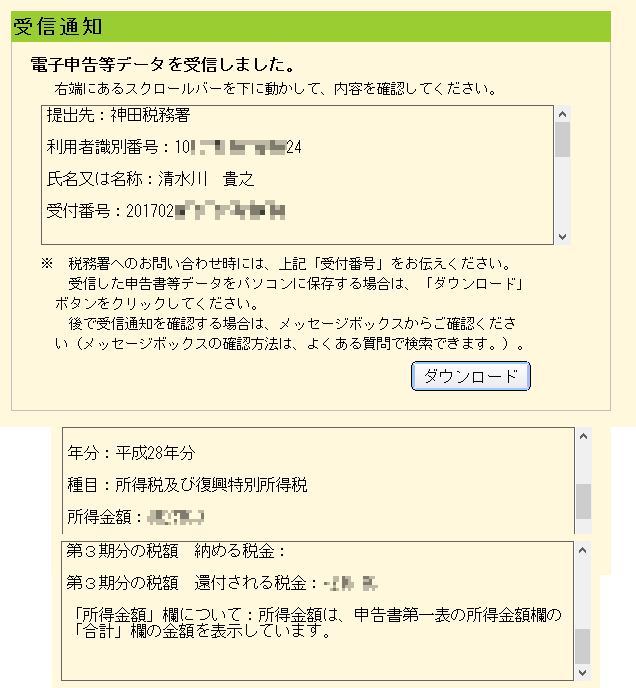 受信通知
電子申告等データを受信しました。
右端にあるスクロールバーを下に動かして、内容を確認してください。
提出先：神田税務署
利用者識別番号：10 24
氏名又は名称：清水川　貴之
受付番号：201702
※　税務署へのお問い合わせ時には、上記「受付番号」をお伝えください。
受信した申告書等データをパソコンに保存する場合は、「ダウンロード」
ボタンをクリックしてください。
後で受信通知を確認する場合は、メッセージボックスからご確認くださ
い（メッセージボックスの確認方法は、よくある質問で検索できます。）。
ダウンロード
年分：平成28年分
種目：所得税及び復興特別所得税
所得金額：
第３期分の税額　納める税金：
第３期分の税額　還付される税金：
「所得金額」欄について：所得金額は、申告書第一表の所得金額欄の
「合計」欄の金額を表示しています。